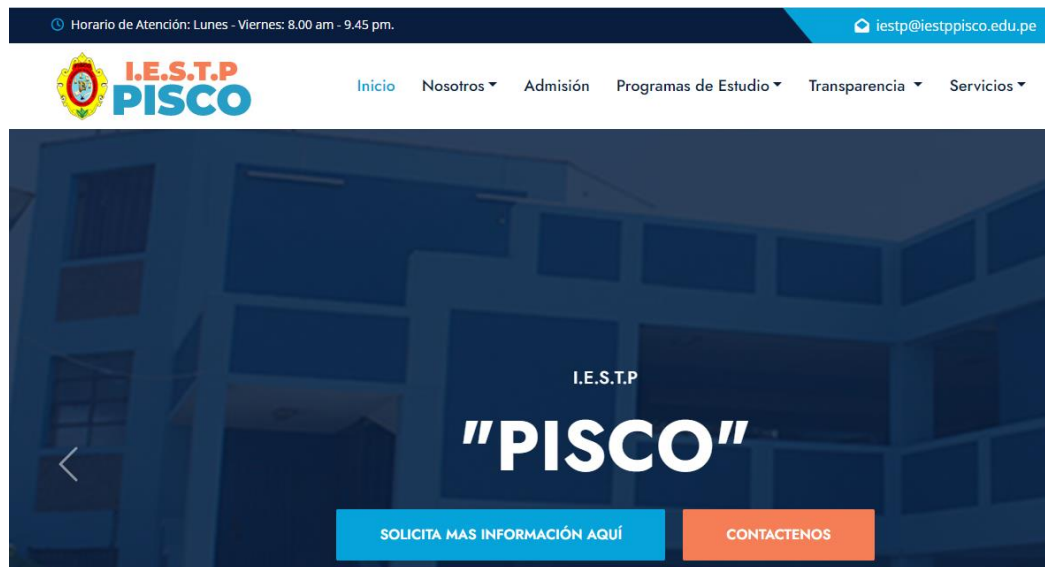 Horario de Atención: Lunes - Viernes: 8.00 am - 9.45 pm.
iestp@iestppisco.edu.pe
I.E.S.T.P
PISCO
Inicio Nosotros Admisión Programas de Estudio Transparencia Servicios
I.E.S.T.P
"PISCO"
SOLICITA MAS INFORMACIÓN AQUÍ
CONTACTENOS